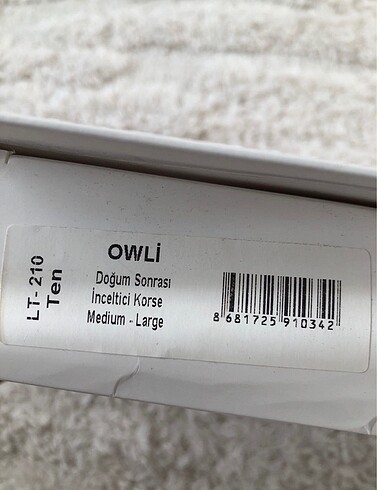 LT- 210
Ten
OWLİ
Doğum Sonrası
İnceltici Korse
Medium - Large
8 681725 910342